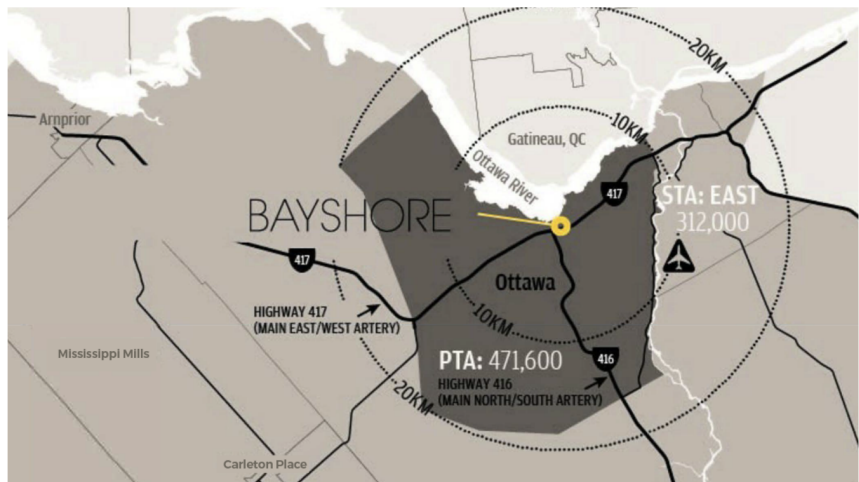 20KM
Arnprior
10KM
Gatineau, QC
Ottawa River
417
STA: EAST
312,000
BAYSHORE
417
Ottawa
HIGHWAY 417
(MAIN EAST/WEST ARTERY)
10KM
Mississippi Mills
PTA: 471,600
416
HIGHWAY 416
(MAIN NORTH/SOUTH ARTERY)
20KM
Carleton Place